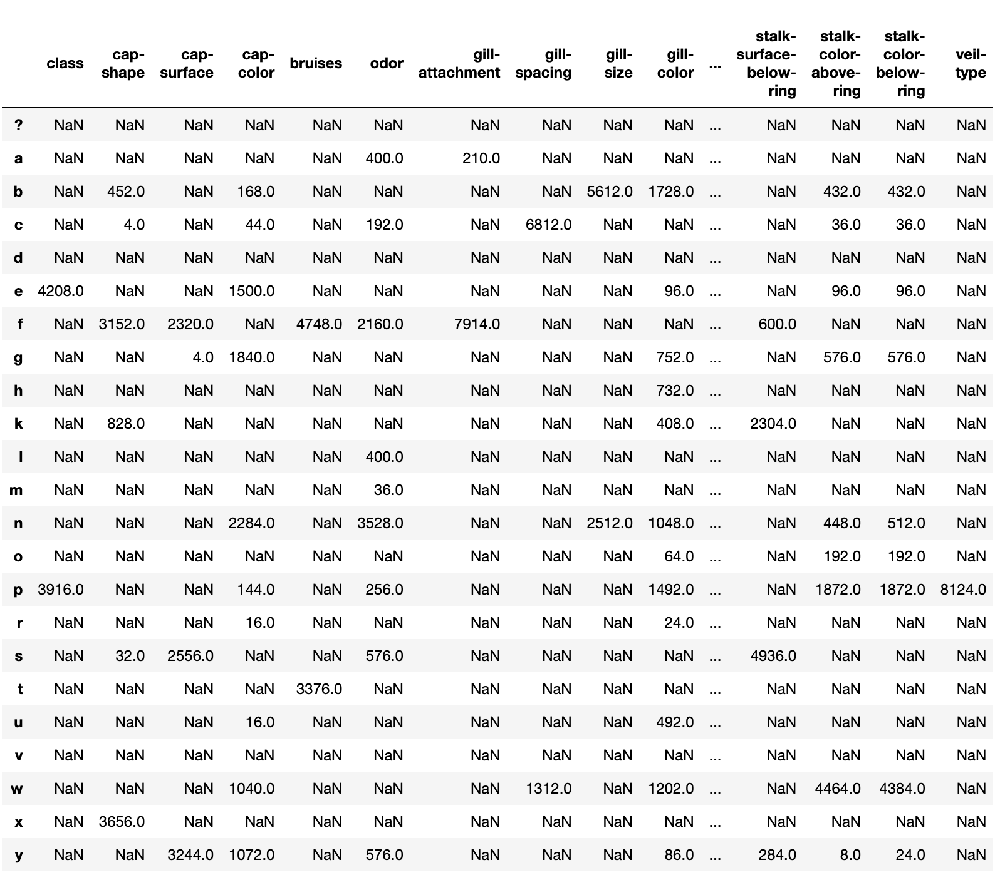 class cap-shape cap-surface cap-color bruises odor gill-attachment gill-spacing gill-size gill-color ... stalk-surface-below-ring stalk-color-above-ring stalk-color-below-ring veil-type
? NaN NaN NaN NaN NaN NaN NaN NaN NaN NaN ... NaN NaN NaN NaN
a NaN NaN NaN NaN NaN 400.0 210.0 NaN NaN NaN ... NaN NaN NaN NaN
b NaN 452.0 NaN 168.0 NaN NaN NaN NaN 5612.0 1728.0 ... NaN 432.0 432.0 NaN
c NaN 4.0 NaN 44.0 NaN 192.0 NaN 6812.0 NaN NaN ... NaN 36.0 36.0 NaN
d NaN NaN NaN NaN NaN NaN NaN NaN NaN NaN ... NaN NaN NaN NaN
e 4208.0 NaN NaN 1500.0 NaN NaN NaN NaN NaN 96.0 ... NaN 96.0 96.0 NaN
f NaN 3152.0 2320.0 NaN 4748.0 2160.0 7914.0 NaN NaN NaN ... 600.0 NaN NaN NaN
g NaN NaN 4.0 1840.0 NaN NaN NaN NaN NaN 752.0 ... NaN 576.0 576.0 NaN
h NaN NaN NaN NaN NaN NaN NaN NaN NaN 732.0 ... NaN NaN NaN NaN
k NaN 828.0 NaN NaN NaN NaN NaN NaN NaN 408.0 ... 2304.0 NaN NaN NaN
l NaN NaN NaN NaN NaN 400.0 NaN NaN NaN NaN ... NaN NaN NaN NaN
m NaN NaN NaN NaN NaN 36.0 NaN NaN NaN NaN ... NaN NaN NaN NaN
n NaN NaN NaN 2284.0 NaN 3528.0 NaN NaN 2512.0 1048.0 ... NaN 448.0 512.0 NaN
o NaN NaN NaN NaN NaN NaN NaN NaN NaN 64.0 ... NaN 192.0 192.0 NaN
p 3916.0 NaN NaN 144.0 NaN 256.0 NaN NaN NaN 1492.0 ... NaN 1872.0 1872.0 8124.0
r NaN NaN NaN 16.0 NaN NaN NaN NaN NaN 24.0 ... NaN NaN NaN NaN
s NaN 32.0 2556.0 NaN NaN 576.0 NaN NaN NaN NaN ... 4936.0 NaN NaN NaN
t NaN NaN NaN NaN 3376.0 NaN NaN NaN NaN NaN ... NaN NaN NaN NaN
u NaN NaN NaN 16.0 NaN NaN NaN NaN NaN 492.0 ... NaN NaN NaN NaN
v NaN NaN NaN NaN NaN NaN NaN NaN NaN NaN ... NaN NaN NaN NaN
w NaN NaN NaN 1040.0 NaN NaN NaN 1312.0 NaN 1202.0 ... NaN 4464.0 4384.0 NaN
x NaN 3656.0 NaN NaN NaN NaN NaN NaN NaN NaN ... NaN NaN NaN NaN
y NaN NaN 3244.0 1072.0 NaN 576.0 NaN NaN NaN 86.0 ... 284.0 8.0 24.0 NaN